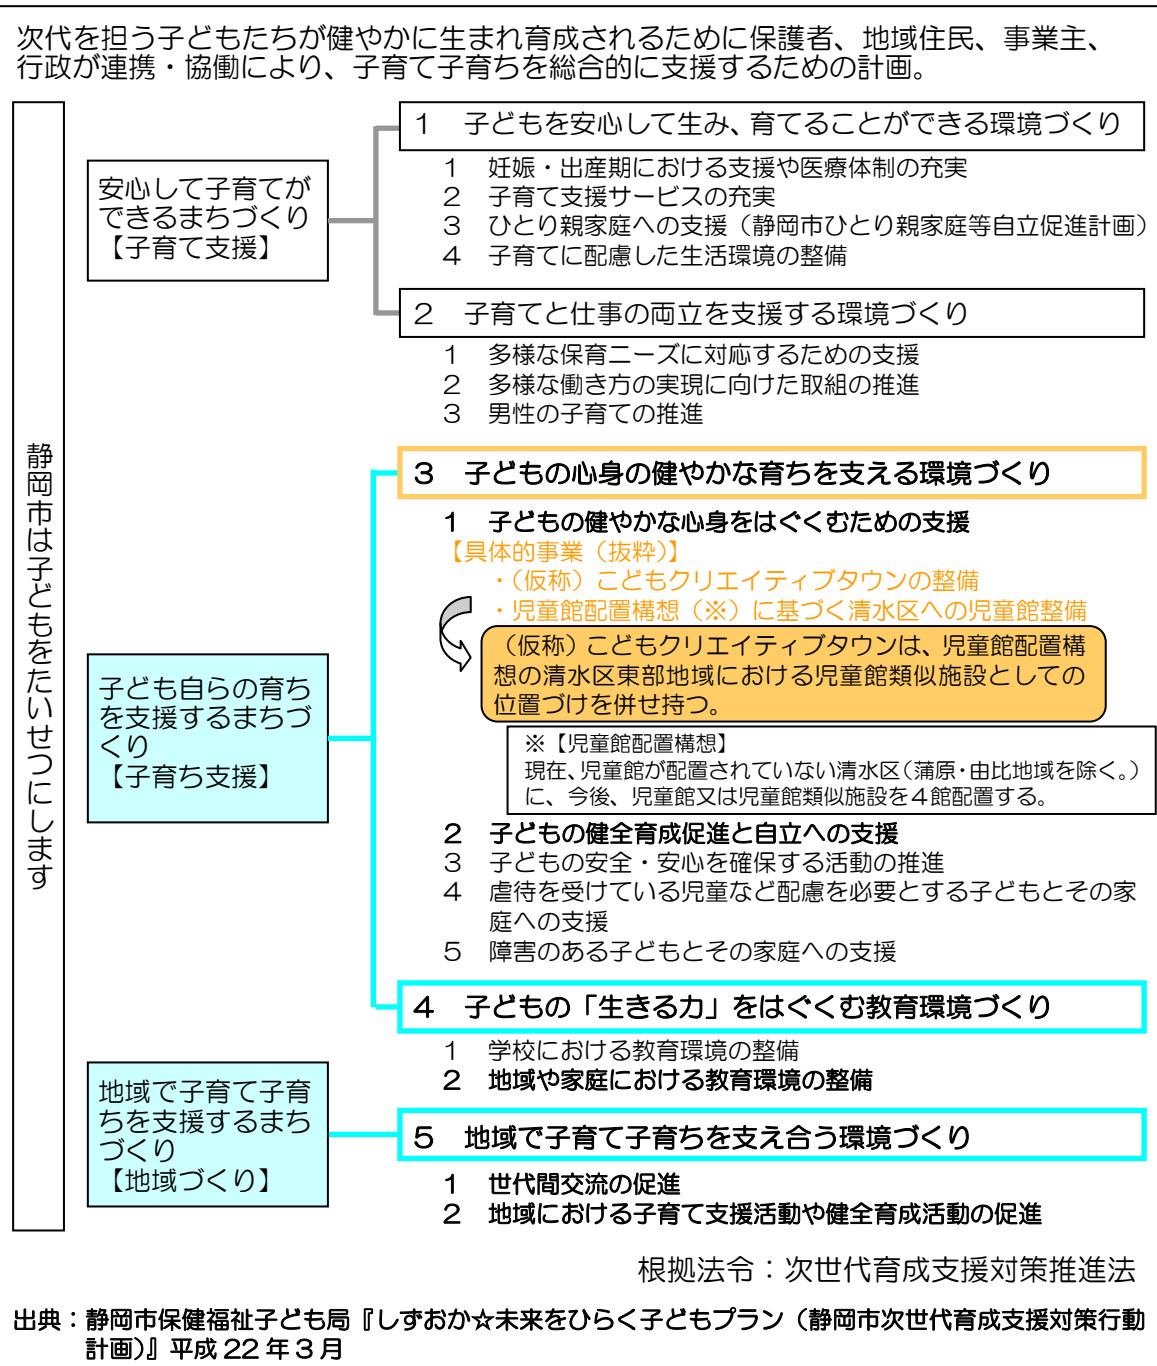 次代を担う子どもたちが健やかに生まれ育成されるために保護者、地域住民、事業主、
行政が連携・協働により、子育て子育ちを総合的に支援するための計画。
静岡市は子どもをたいせつにします
安心して子育てが
できるまちづくり
【子育て支援】
1　子どもを安心して生み、育てることができる環境づくり
1　妊娠・出産期における支援や医療体制の充実
2　子育て支援サービスの充実
3　ひとり親家庭への支援（静岡市ひとり親家庭等自立促進計画）
4　子育てに配慮した生活環境の整備
2　子育てと仕事の両立を支援する環境づくり
1　多様な保育ニーズに対応するための支援
2　多様な働き方の実現に向けた取組の推進
3　男性の子育ての推進
子ども自らの育ち
を支援するまちづ
くり
【子育ち支援】
3　子どもの心身の健やかな育ちを支える環境づくり
1　子どもの健やかな心身をはぐくむための支援
【具体的事業（抜粋）】
・（仮称）こどもクリエイティブタウンの整備
・児童館配置構想（※）に基づく清水区への児童館整備
（仮称）こどもクリエイティブタウンは、児童館配置構
想の清水区東部地域における児童館類似施設としての
位置づけを併せ持つ。
※【児童館配置構想】
現在、児童館が配置されていない清水区（蒲原・由比地域を除く。）
に、今後、児童館又は児童館類似施設を４館配置する。
2　子どもの健全育成促進と自立への支援
3　子どもの安全・安心を確保する活動の推進
4　虐待を受けている児童など配慮を必要とする子どもとその家
庭への支援
5　障害のある子どもとその家庭への支援
4　子どもの「生きる力」をはぐくむ教育環境づくり
1　学校における教育環境の整備
2　地域や家庭における教育環境の整備
地域で子育て子育
ちを支援するまち
づくり
【地域づくり】
5　地域で子育て子育ちを支え合う環境づくり
1　世代間交流の促進
2　地域における子育て支援活動や健全育成活動の促進
根拠法令：次世代育成支援対策推進法
出典：静岡市保健福祉子ども局『しずおか☆未来をひらく子どもプラン（静岡市次世代育成支援対策行動
計画）』平成 22 年 3 月